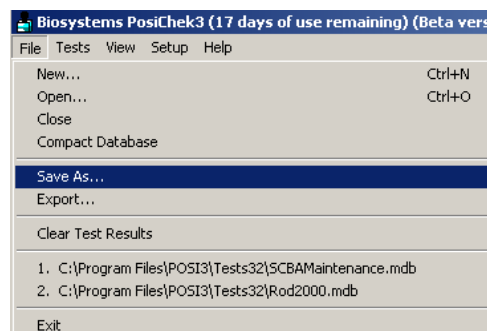 Biosystems PosiChek3 (17 days of use remaining) (Beta vers
File Tests View Setup Help
New... Ctrl+N
Open... Ctrl+O
Close
Compact Database
Save As...
Export...
Clear Test Results
1. C:\Program Files\POSI3\Tests32\SCBAMaintenance.mdb
2. C:\Program Files\POSI3\Tests32\Rod2000.mdb
Exit